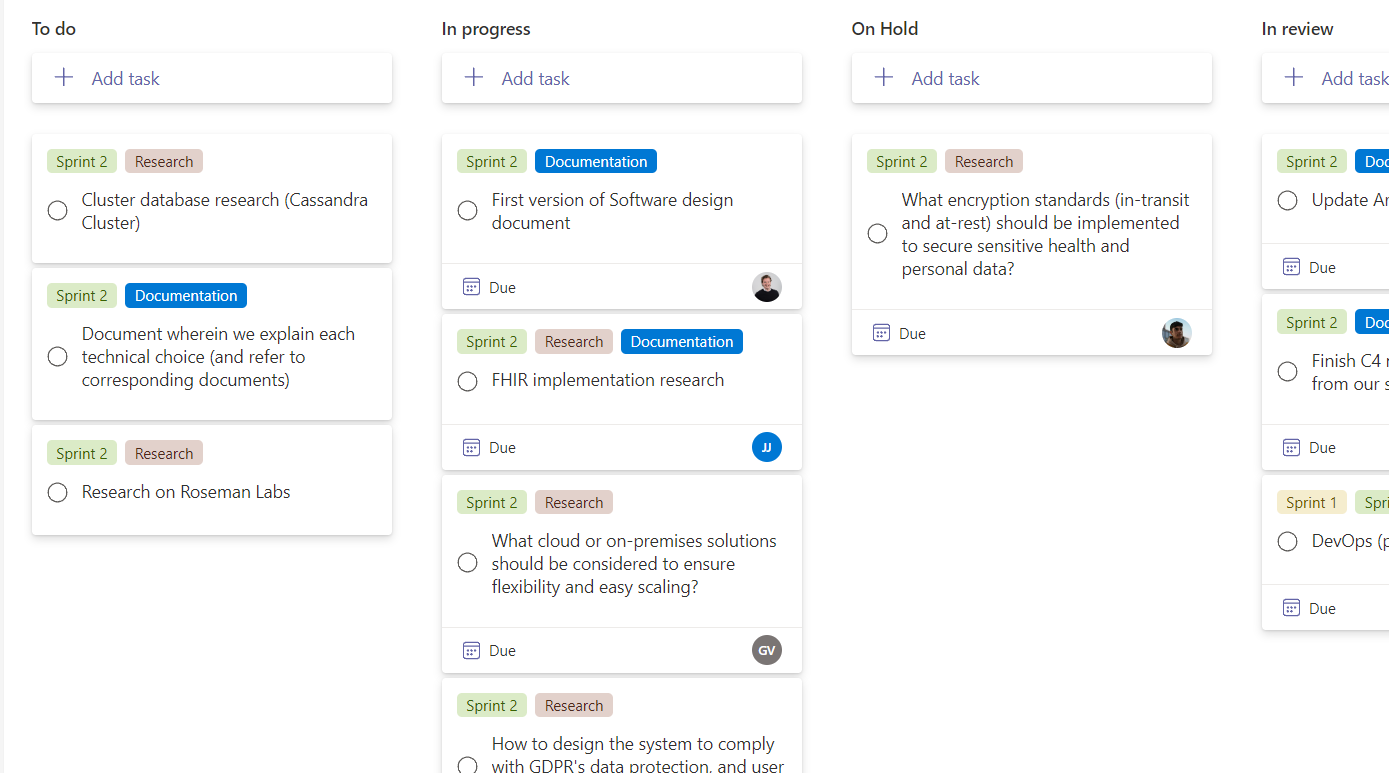 To do
Add task
Sprint 2 Research
Cluster database research (Cassandra
Cluster)
Sprint 2 Documentation
Document wherein we explain each
technical choice (and refer to
corresponding documents)
Sprint 2 Research
Research on Roseman Labs
In progress
Add task
Sprint 2 Documentation
First version of Software design
document
Due
Sprint 2 Research Documentation
FHIR implementation research
Due
JJ
Sprint 2 Research
What cloud or on-premises solutions
should be considered to ensure
flexibility and easy scaling?
Due
GV
Sprint 2 Research
How to design the system to comply
with GDPR's data protection, and user
On Hold
Add task
Sprint 2 Research
What encryption standards (in-transit
and at-rest) should be implemented
to secure sensitive health and
personal data?
Due
In review
Add task
Sprint 2
Update
Due
Sprint 2
Finish C4
from our
Due
Sprint 1
DevOps
Due